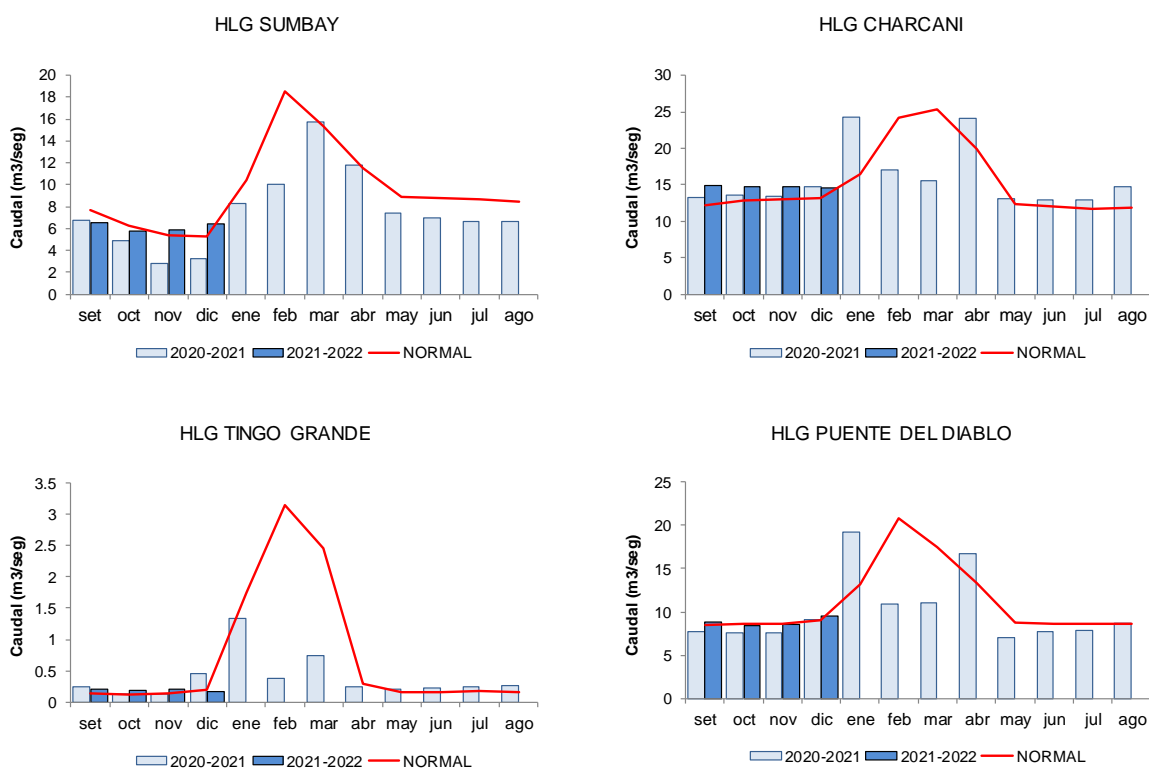 HLG SUMBAY
Caudal (m3/seg)
20
18
16
14
12
10
8
6
4
2
0
set oct nov dic ene feb mar abr may jun jul ago
2020-2021 2021-2022 NORMAL
HLG CHARCANI
Caudal (m3/seg)
30
25
20
15
10
5
0
set oct nov dic ene feb mar abr may jun jul ago
2020-2021 2021-2022 NORMAL
HLG TINGO GRANDE
Caudal (m3/seg)
3.5
3
2.5
2
1.5
1
0.5
0
set oct nov dic ene feb mar abr may jun jul ago
2020-2021 2021-2022 NORMAL
HLG PUENTE DEL DIABLO
Caudal (m3/seg)
25
20
15
10
5
0
set oct nov dic ene feb mar abr may jun jul ago
2020-2021 2021-2022 NORMAL